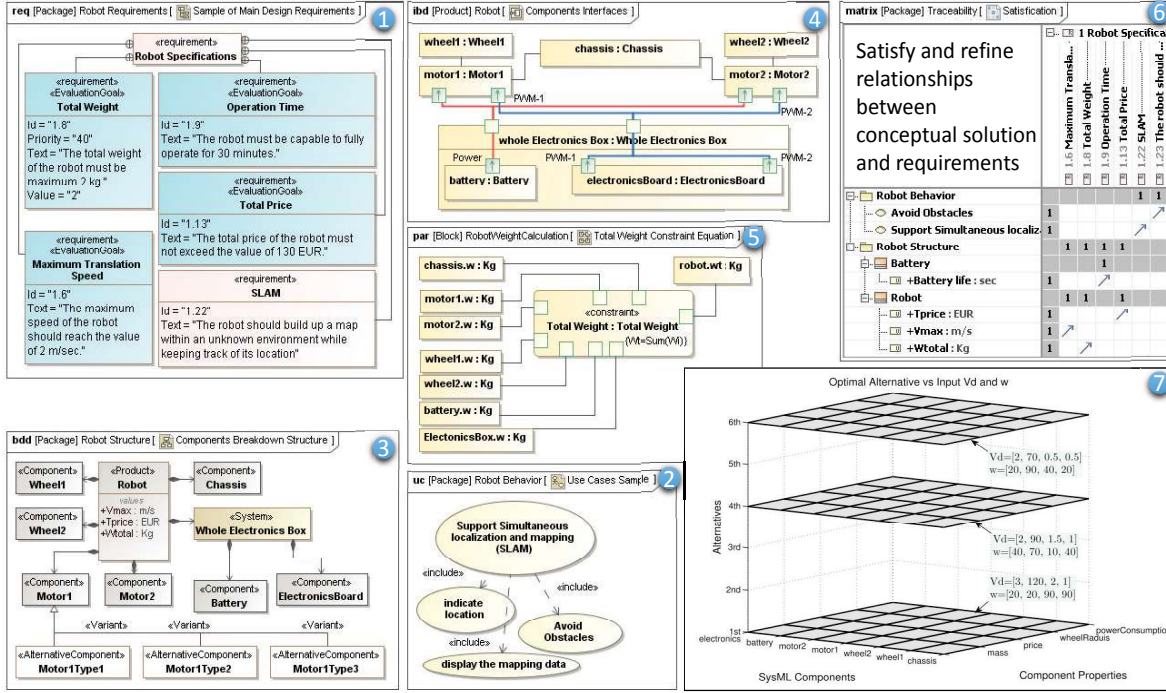 req [Package] Robot Requirements [ Sample of Main Design Requirements ]
1
«requirement»
Robot Specifications
«requirement»
«EvaluationGoal»
Total Weight
Id = "1.8"
Priority = "40"
Text = "The total weight
of the robot must be
maximum 2 kg."
Value = "2"
«requirement»
«EvaluationGoal»
Operation Time
Id = "1.9"
Text = "The robot must be capable to fully
operate for 30 minutes."
«requirement»
«EvaluationGoal»
Total Price
Id = "1.13"
Text = "The total price of the robot must
not exceed the value of 130 EUR."
«requirement»
«EvaluationGoal»
Maximum Translation
Speed
Id = "1.6"
Text = "The maximum
speed of the robot
should reach the value
of 2 m/sec."
«requirement»
SLAM
Id = "1.22"
Text = "The robot should build up a map
within an unknown environment while
keeping track of its location"
bdd [Package] Robot Structure [ Components Breakdown Structure ]
3
«Component»
Wheel1
«Product»
Robot
values
+Vmax : m/s
+Tprice : EUR
+Wtotal : Kg
«Component»
Chassis
«Component»
Wheel2
«System»
Whole Electronics Box
«Component»
Motor1
«Component»
Motor2
«Component»
Battery
«Component»
ElectronicsBoard
«Variant»
«Variant»
«Variant»
«AlternativeComponent»
Motor1Type1
«AlternativeComponent»
Motor1Type2
«AlternativeComponent»
Motor1Type3
ibd [Product] Robot [ Components Interfaces ]
4
wheel1 : Wheel1
chassis : Chassis
wheel2 : Wheel2
motor1 : Motor1
motor2 : Motor2
PWM-1
PWM-2
whole Electronics Box : Whole Electronics Box
Power
PWM-1
PWM-2
battery : Battery
electronicsBoard : ElectronicsBoard
par [Block] RobotWeightCalculation [ Total Weight Constraint Equation ]
5
chassis.w : Kg
robot.wt : Kg
motor1.w : Kg
motor2.w : Kg
wheel1.w : Kg
wheel2.w : Kg
battery.w : Kg
ElectonicsBox.w : Kg
«constraint»
Total Weight : Total Weight
{Wt=Sum(Wi)}
uc [Package] Robot Behavior [ Use Cases Sample ]
2
Support Simultaneous
localization and mapping
(SLAM)
«include»
«include»
indicate
location
Avoid
Obstacles
«include»
display the mapping data
matrix [Package] Traceability [ Satisfication ]
6
Satisfy and refine
relationships
between
conceptual solution
and requirements
1 Robot Specifica
1.6 Maximum Transla...
1.8 Total Weight
1.9 Operation Time
1.13 Total Price
1.22 SLAM
1.23 The robot should ...
Robot Behavior 1 1
Avoid Obstacles 1
Support Simultaneous localiz 1
Robot Structure 1 1 1 1
Battery 1
+Battery life : sec 1
Robot 1 1 1
+Tprice : EUR 1
+Vmax : m/s 1
+Wtotal : Kg 1
7
Optimal Alternative vs Input Vd and w
6th
5th
4th
3rd
2nd
1st
Alternatives
Vd=[2, 70, 0.5, 0.5]
w=[20, 90, 40, 20]
Vd=[2, 90, 1.5, 1]
w=[40, 70, 10, 40]
Vd=[3, 120, 2, 1]
w=[20, 20, 90, 90]
electronics
battery
motor2
motor1
wheel2
wheel1
chassis
mass
price
wheelRaduis
powerConsumption
SysML Components
Component Properties